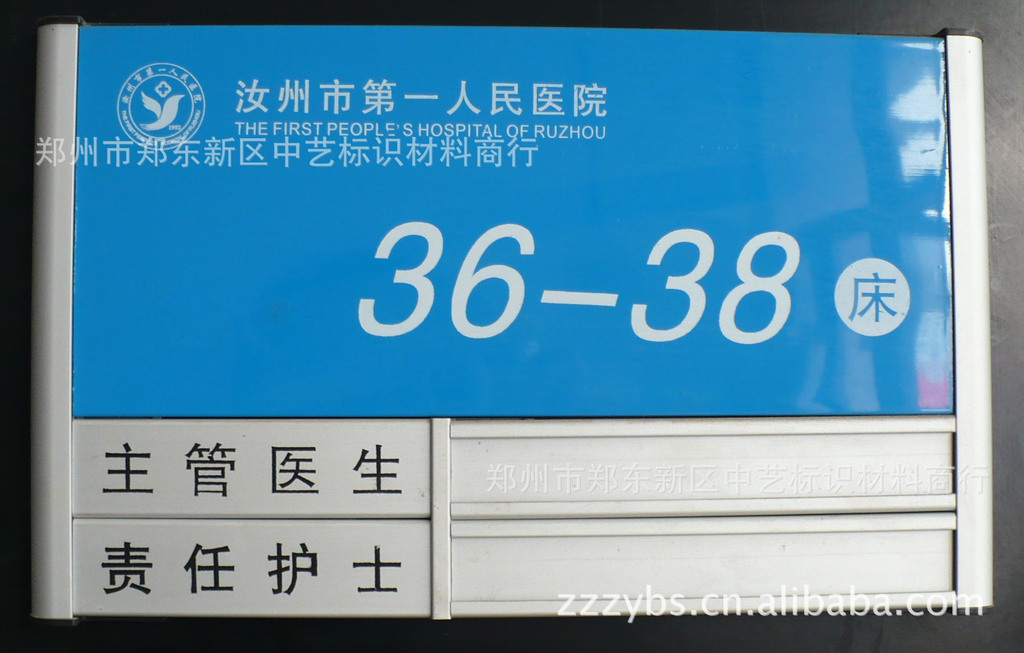 汝州市第一人民医院
THE FIRST PEOPLE'S HOSPITAL OF RUZHOU
郑州市郑东新区中艺标识材料商行
36-38 床
主管医生
郑州市郑东新区中艺标识材料商行
责任护士
zzzybs.cn.alibaba.com